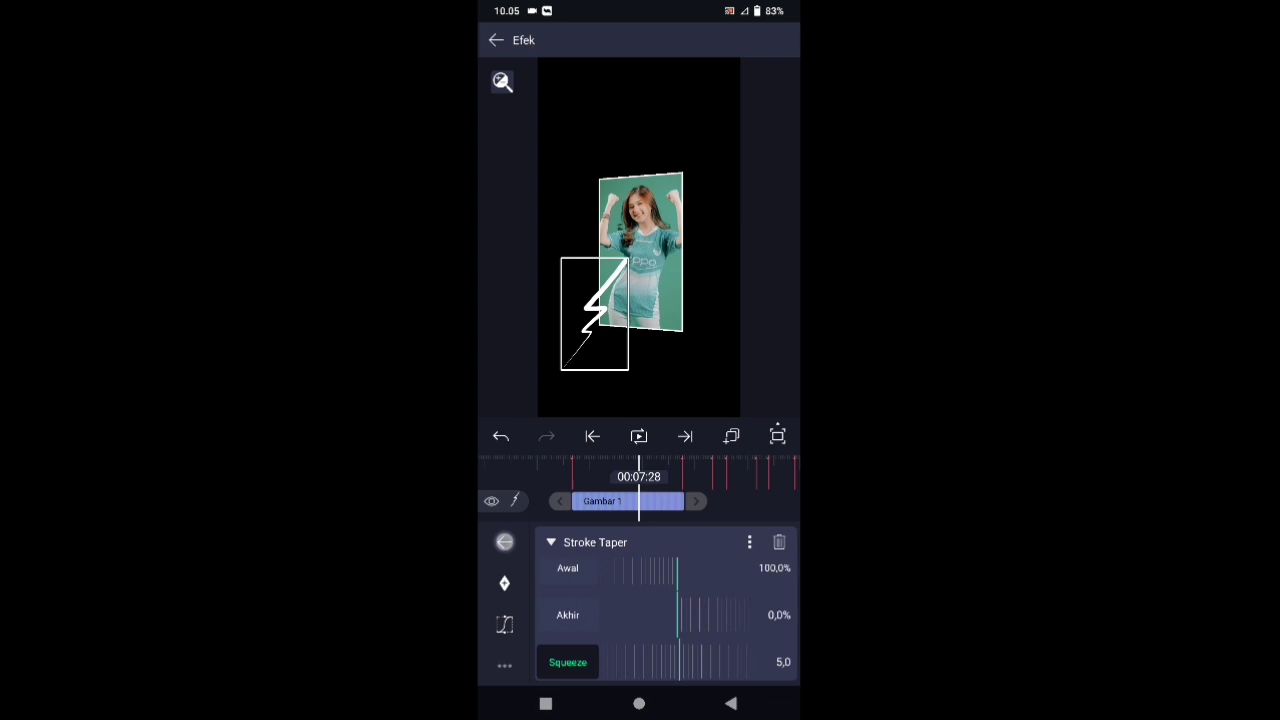 10.05
83%
Efek
ppo
00:07:28
Gambar 1
Stroke Taper
Awal 100,0%
Akhir 0,0%
Squeeze 5,0